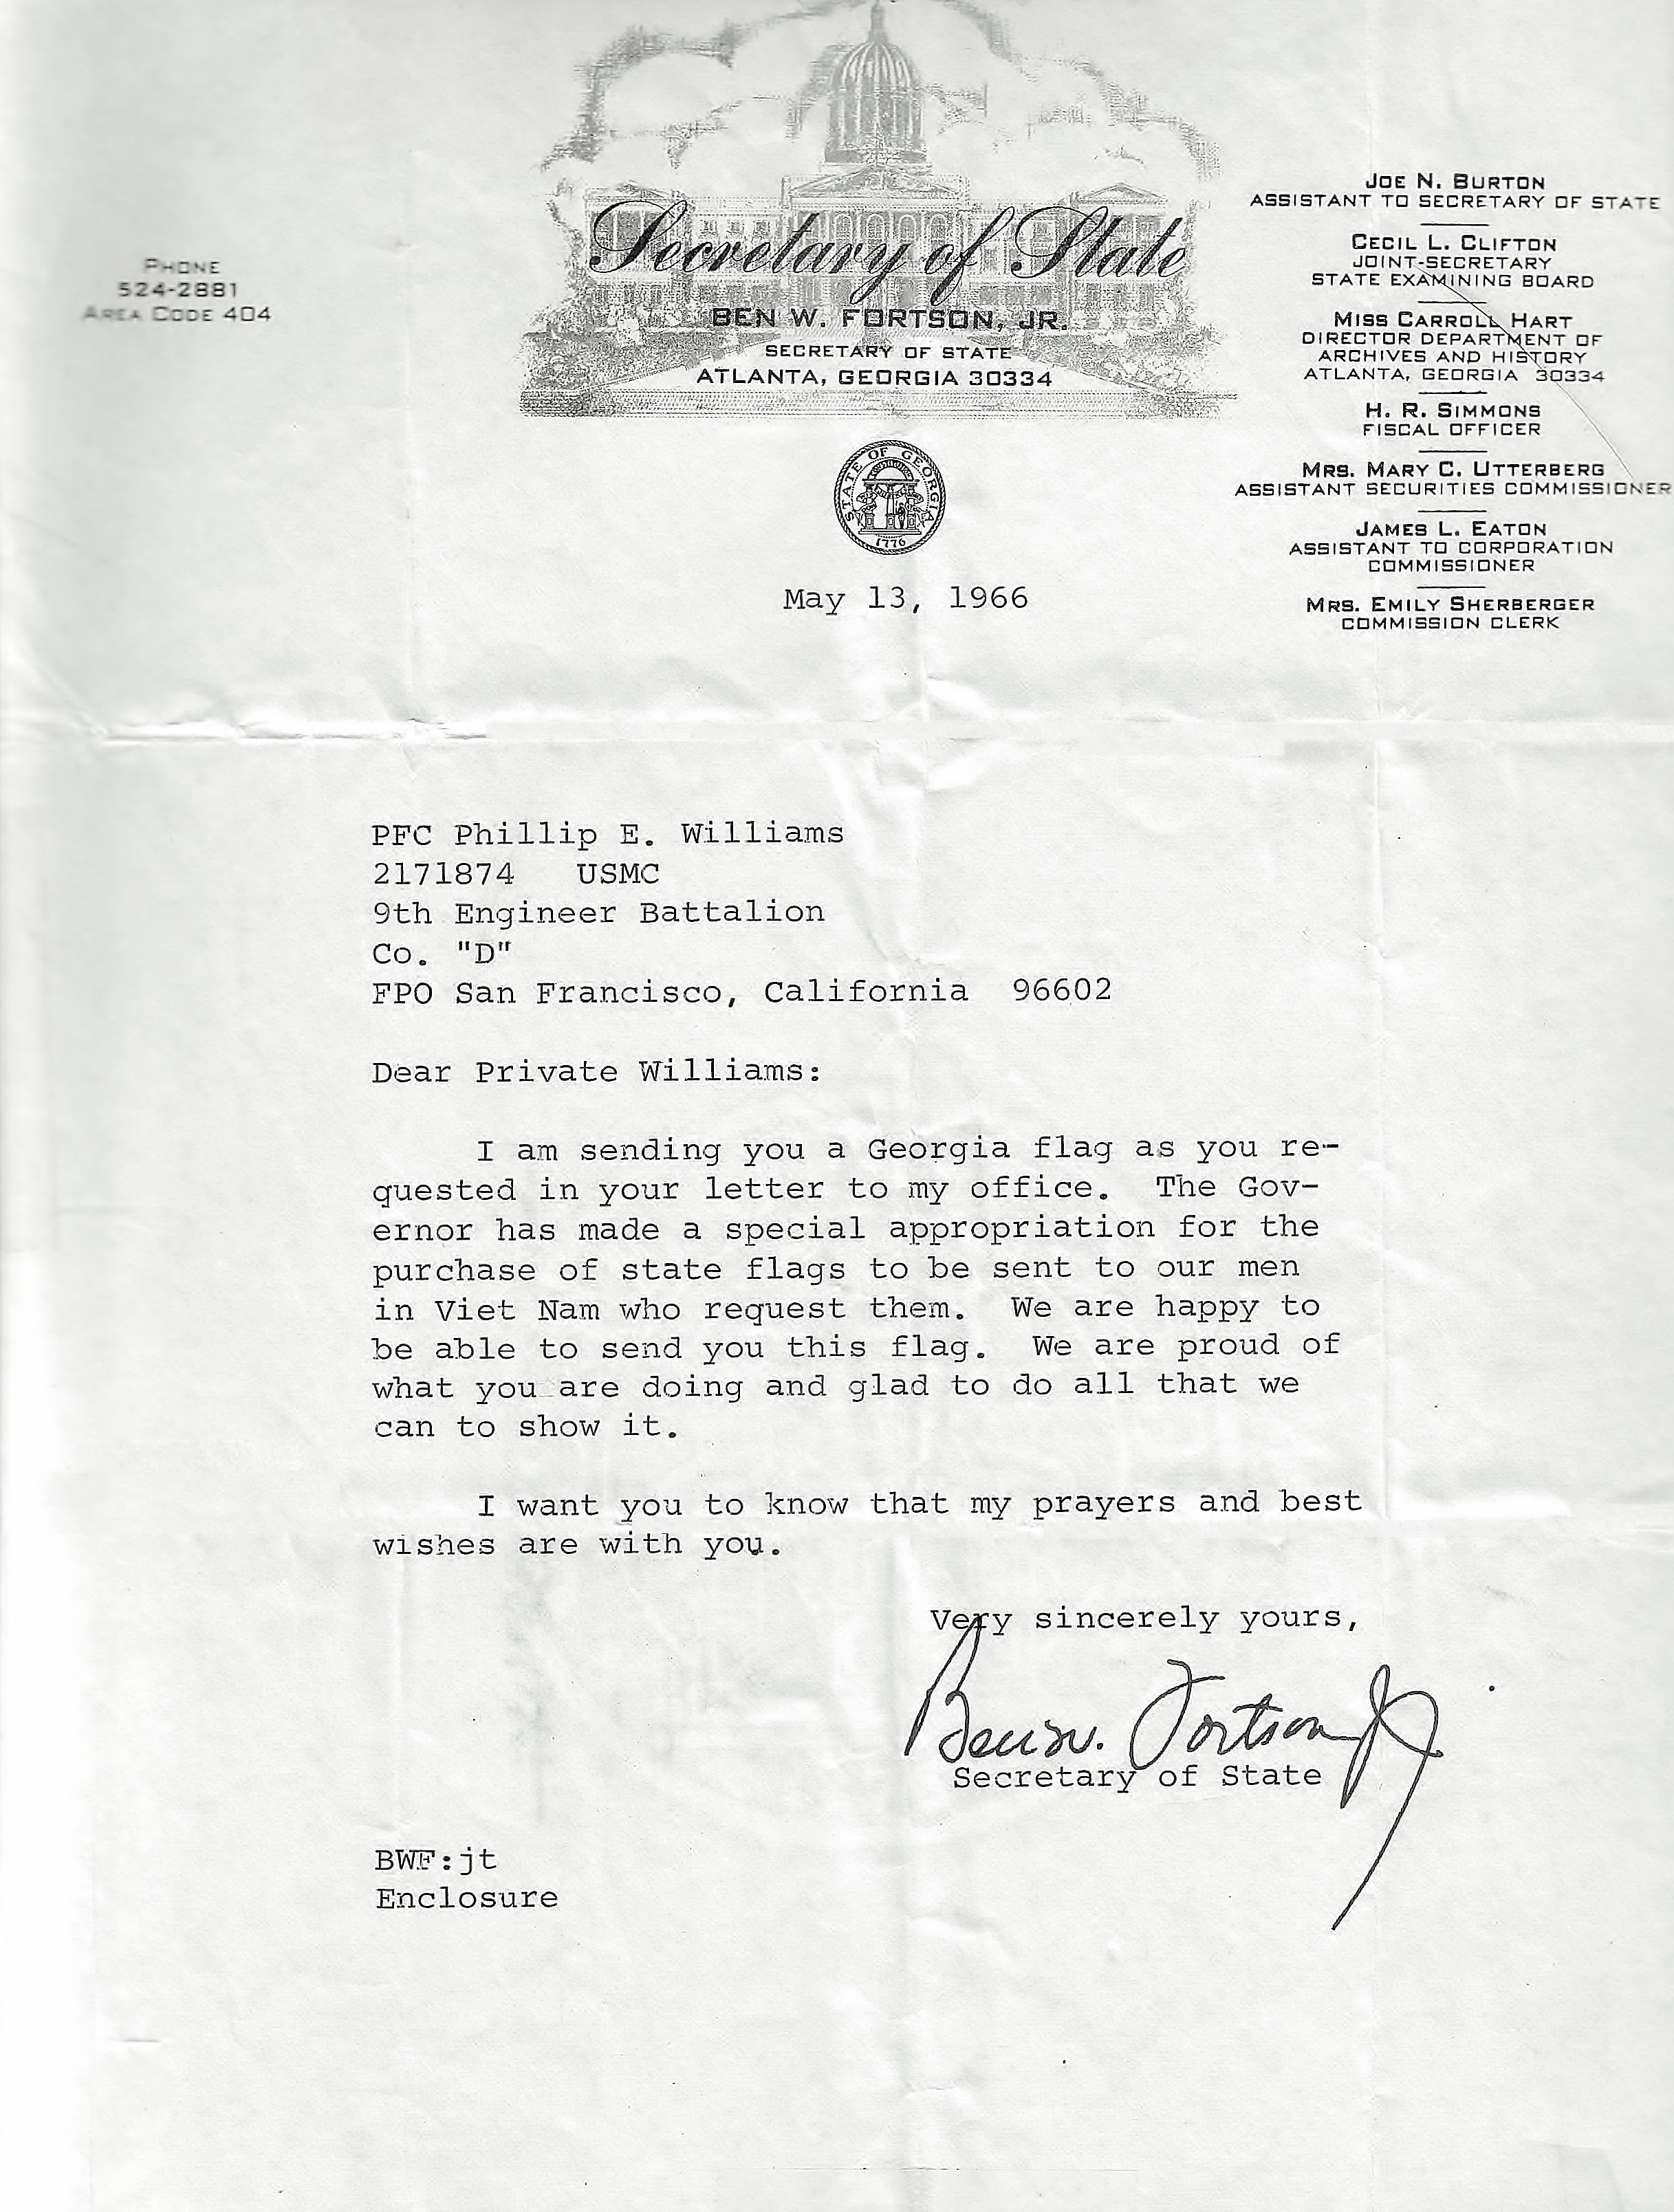 PHONE
524-2881
AREA CODE 404
Secretary of State
BEN W. FORTSON, JR.
SECRETARY OF STATE
ATLANTA, GEORGIA 30334
JOE N. BURTON
ASSISTANT TO SECRETARY OF STATE
CECIL L. CLIFTON
JOINT-SECRETARY
STATE EXAMINING BOARD
MISS CARROLL HART
DIRECTOR DEPARTMENT OF
ARCHIVES AND HISTORY
ATLANTA, GEORGIA 30334
H. R. SIMMONS
FISCAL OFFICER
MRS. MARY C. UTTERBERG
ASSISTANT SECURITIES COMMISSIONER
JAMES L. EATON
ASSISTANT TO CORPORATION
COMMISSIONER
MRS. EMILY SHERBERGER
COMMISSION CLERK
STATE OF GEORGIA
CONSTITUTION
1776
May 13, 1966
PFC Phillip E. Williams
2171874 USMC
9th Engineer Battalion
Co. "D"
FPO San Francisco, California 96602
Dear Private Williams:
I am sending you a Georgia flag as you re-
quested in your letter to my office. The Gov-
ernor has made a special appropriation for the
purchase of state flags to be sent to our men
in Viet Nam who request them. We are happy to
be able to send you this flag. We are proud of
what you are doing and glad to do all that we
can to show it.
I want you to know that my prayers and best
wishes are with you.
Very sincerely yours,
Ben W. Fortson Jr.
Secretary of State
BWF:jt
Enclosure